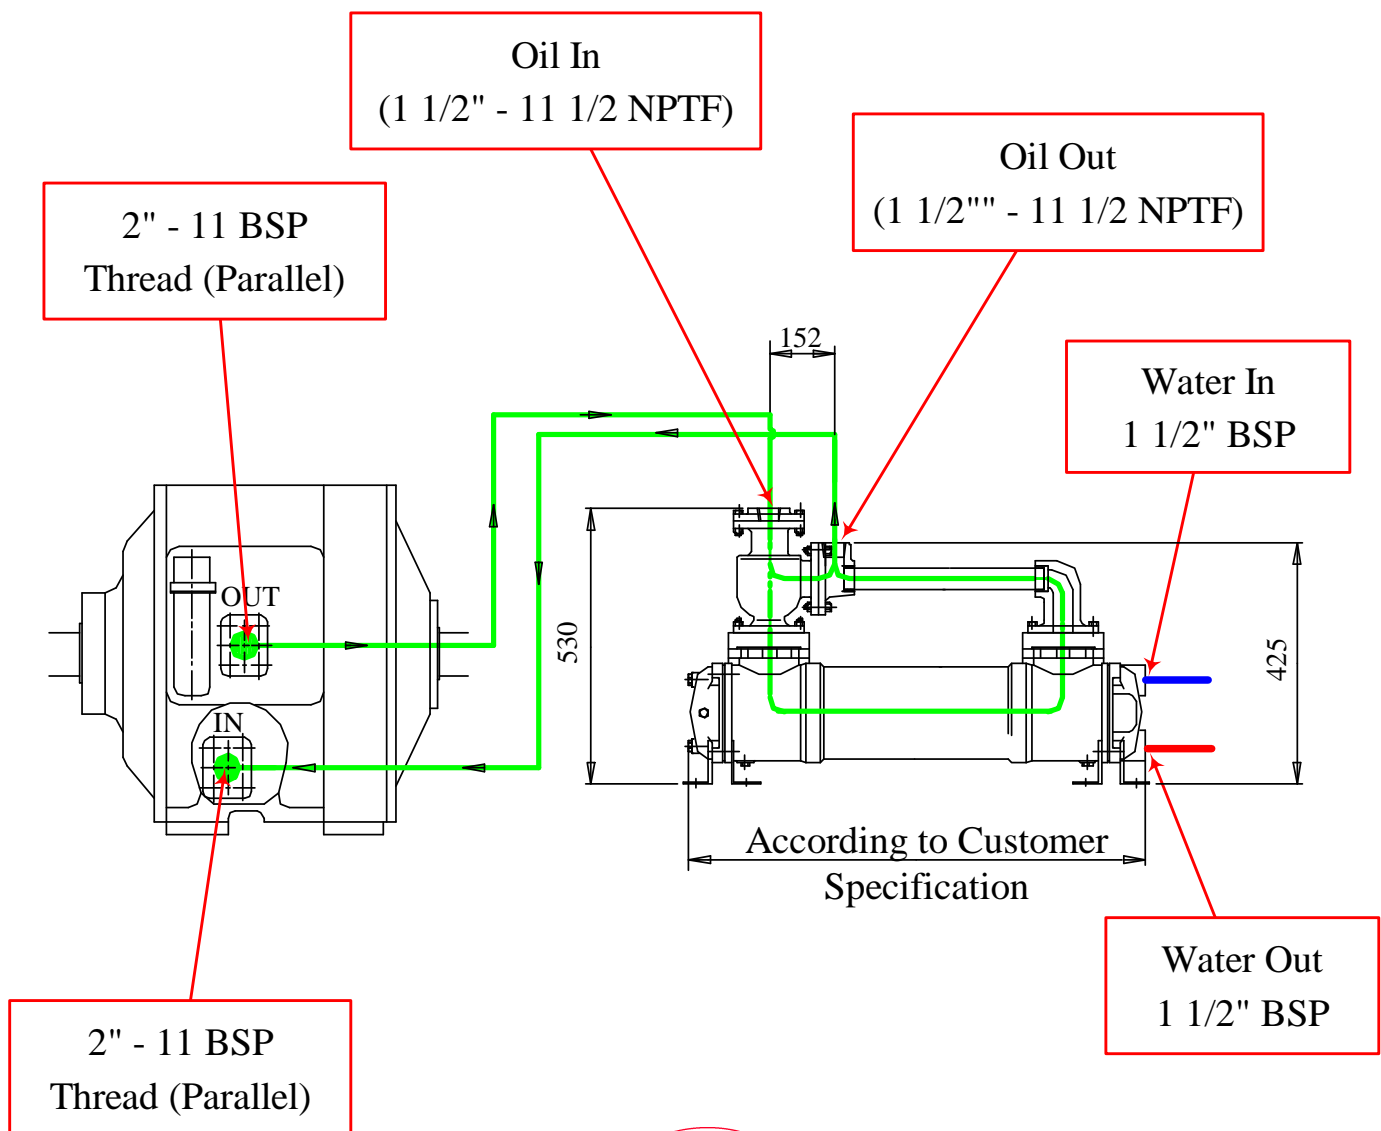 Oil In
(1 1/2" - 11 1/2 NPTF)
Oil Out
(1 1/2"" - 11 1/2 NPTF)
2" - 11 BSP
Thread (Parallel)
152
Water In
1 1/2" BSP
OUT
530
425
IN
According to Customer
Specification
Water Out
1 1/2" BSP
2" - 11 BSP
Thread (Parallel)